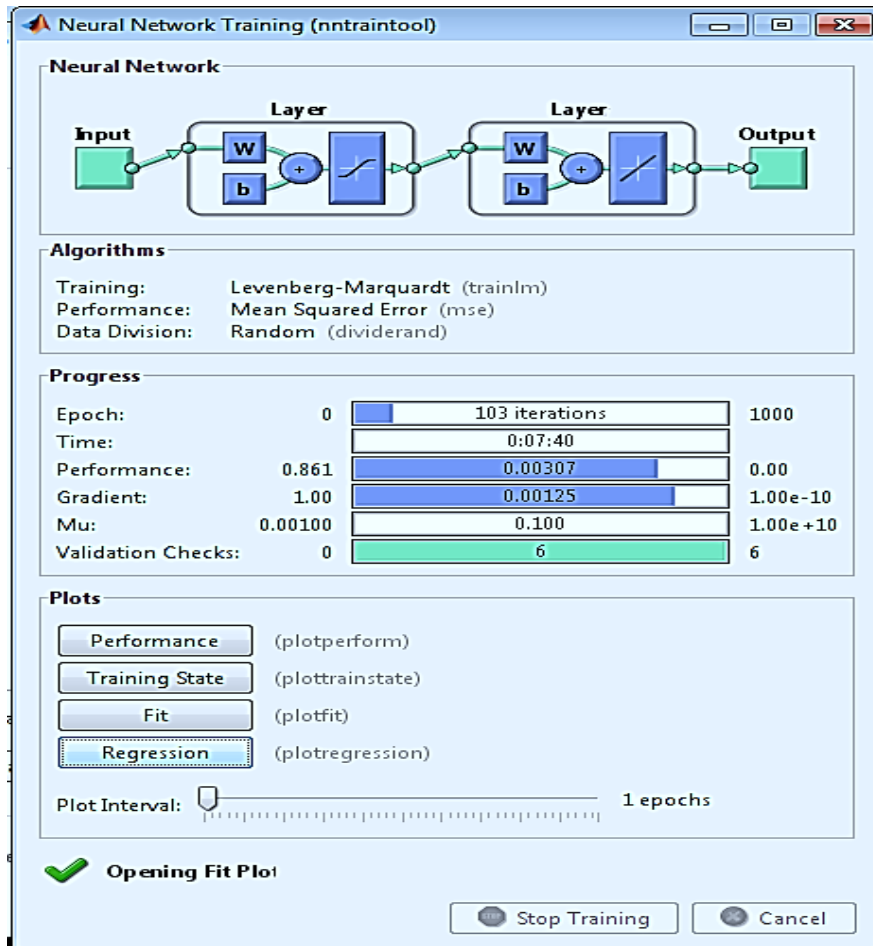 Neural Network Training (nntraintool)
Neural Network
Layer Layer
Input Output
W W
+ +
b b
Algorithms
Training: Levenberg-Marquardt (trainlm)
Performance: Mean Squared Error (mse)
Data Division: Random (dividerand)
Progress
Epoch: 0 103 iterations 1000
Time: 0:07:40
Performance: 0.861 0.00307 0.00
Gradient: 1.00 0.00125 1.00e-10
Mu: 0.00100 0.100 1.00e+10
Validation Checks: 0 6 6
Plots
Performance (plotperform)
Training State (plottrainstate)
Fit (plotfit)
Regression (plotregression)
Plot Interval: 1 epochs
Opening Fit Plot
STOP Stop Training Cancel